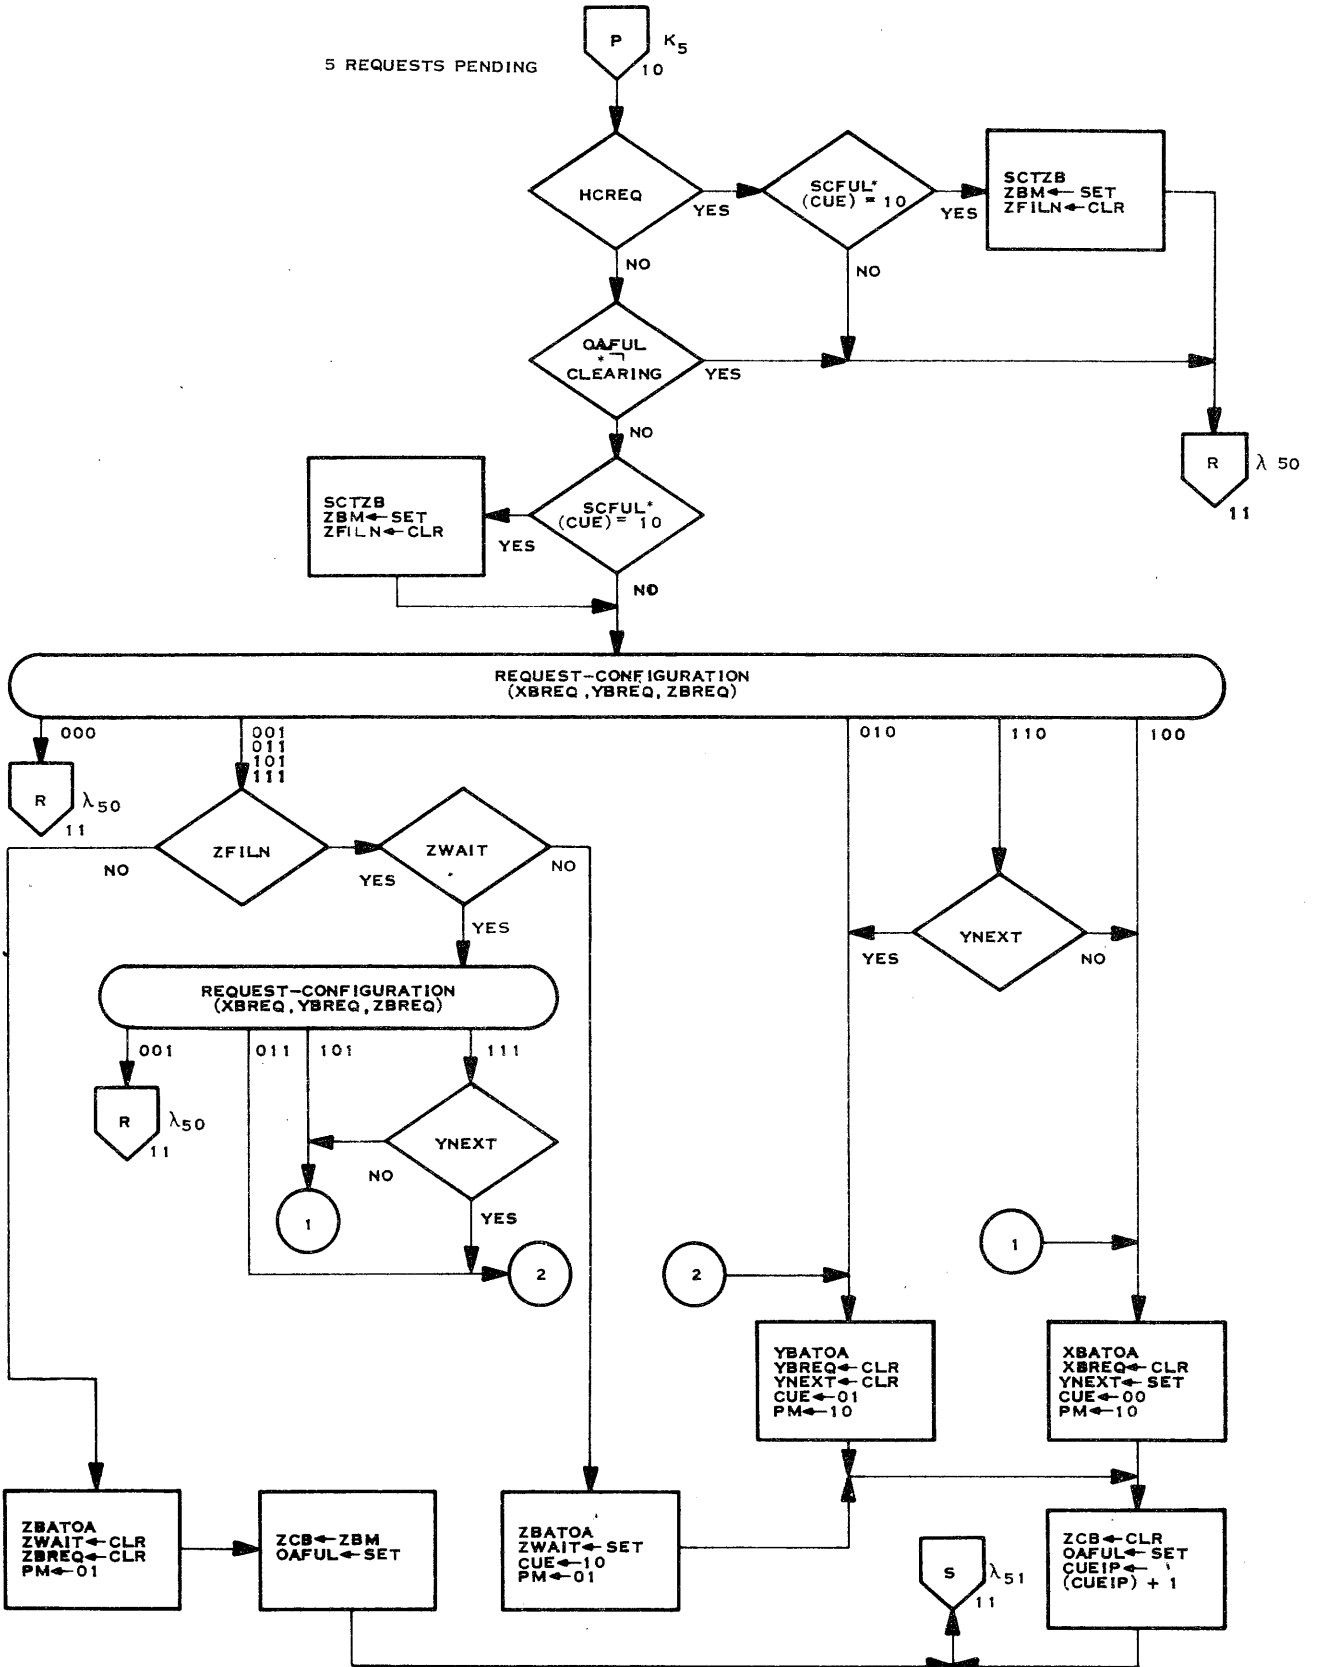 P
K5
10
5 REQUESTS PENDING
HCREQ
YES
NO
SCFUL*
(CUE) = 10
YES
NO
SCTZB
ZBM←SET
ZFILN←CLR
OAFUL
*¬
CLEARING
YES
NO
R
λ 50
11
SCFUL*
(CUE) = 10
YES
NO
SCTZB
ZBM←SET
ZFILN←CLR
REQUEST-CONFIGURATION
(XBREQ, YBREQ, ZBREQ)
000
001
011
101
111
010
110
100
R
λ50
11
ZFILN
NO
YES
ZWAIT
NO
YES
YNEXT
YES
NO
REQUEST-CONFIGURATION
(XBREQ, YBREQ, ZBREQ)
001
011
101
111
R
λ50
11
YNEXT
NO
YES
1
2
2
1
YBATOA
YBREQ←CLR
YNEXT←CLR
CUE←01
PM←10
XBATOA
XBREQ←CLR
YNEXT←SET
CUE←00
PM←10
ZBATOA
ZWAIT←CLR
ZBREQ←CLR
PM←01
ZCB←ZBM
OAFUL←SET
ZBATOA
ZWAIT←SET
CUE←10
PM←01
S
λ51
11
ZCB←CLR
OAFUL←SET
CUEIP←
(CUEIP) + 1